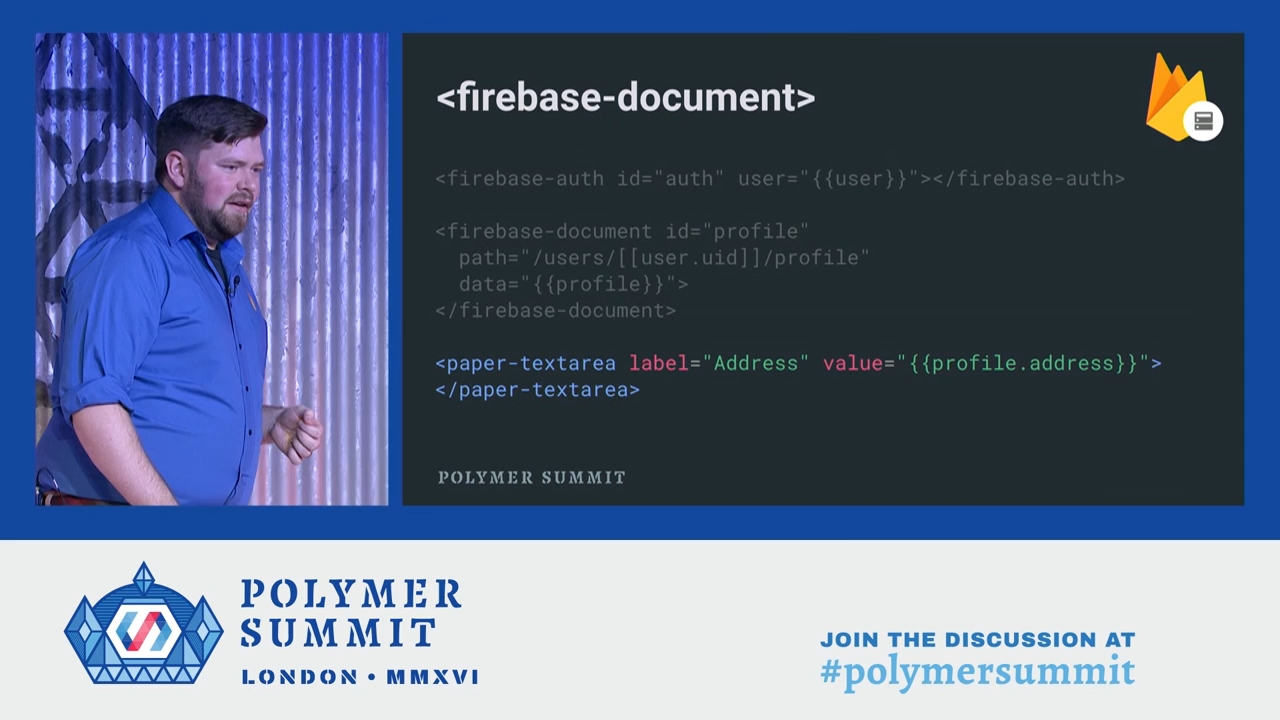 <firebase-document>
<firebase-auth id="auth" user="{{user}}"></firebase-auth>
<firebase-document id="profile"
path="/users/[[user.uid]]/profile"
data="{{profile}}">
</firebase-document>
<paper-textarea label="Address" value="{{profile.address}}">
</paper-textarea>
POLYMER SUMMIT
POLYMER
SUMMIT
LONDON • MMXVI
JOIN THE DISCUSSION AT
#polymersummit